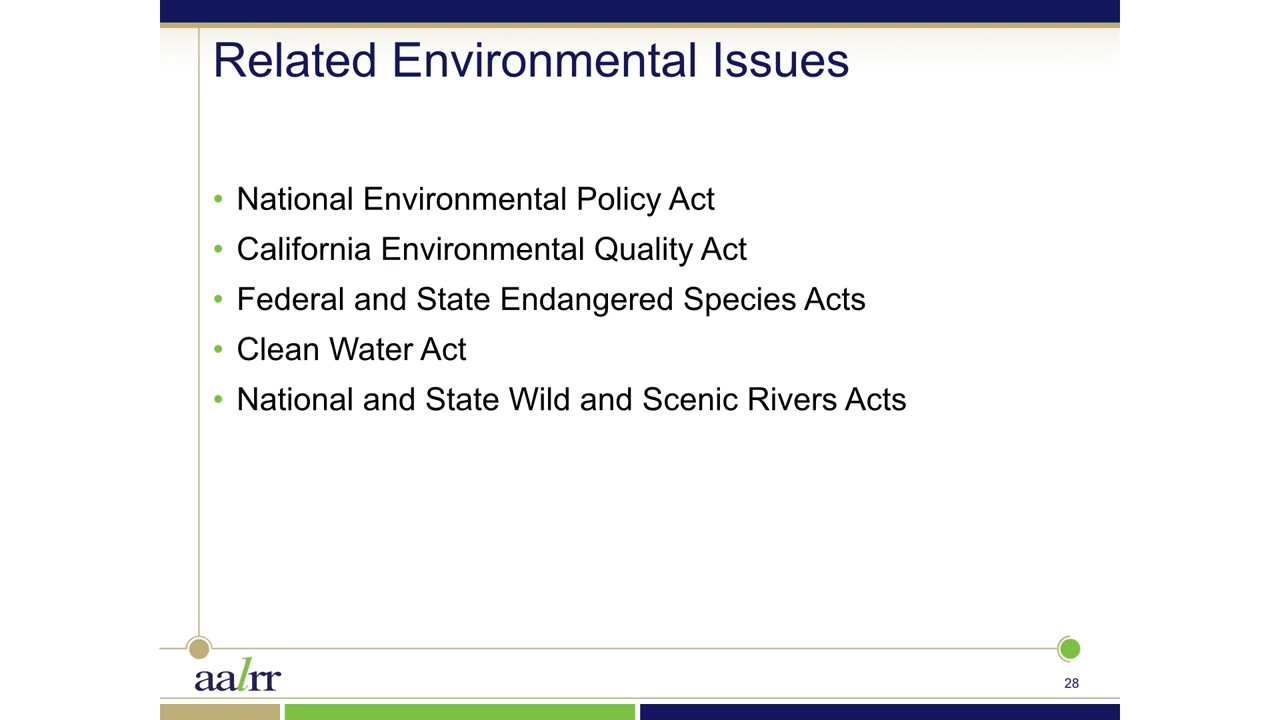 Related Environmental Issues
• National Environmental Policy Act
• California Environmental Quality Act
• Federal and State Endangered Species Acts
• Clean Water Act
• National and State Wild and Scenic Rivers Acts
aalrr
28